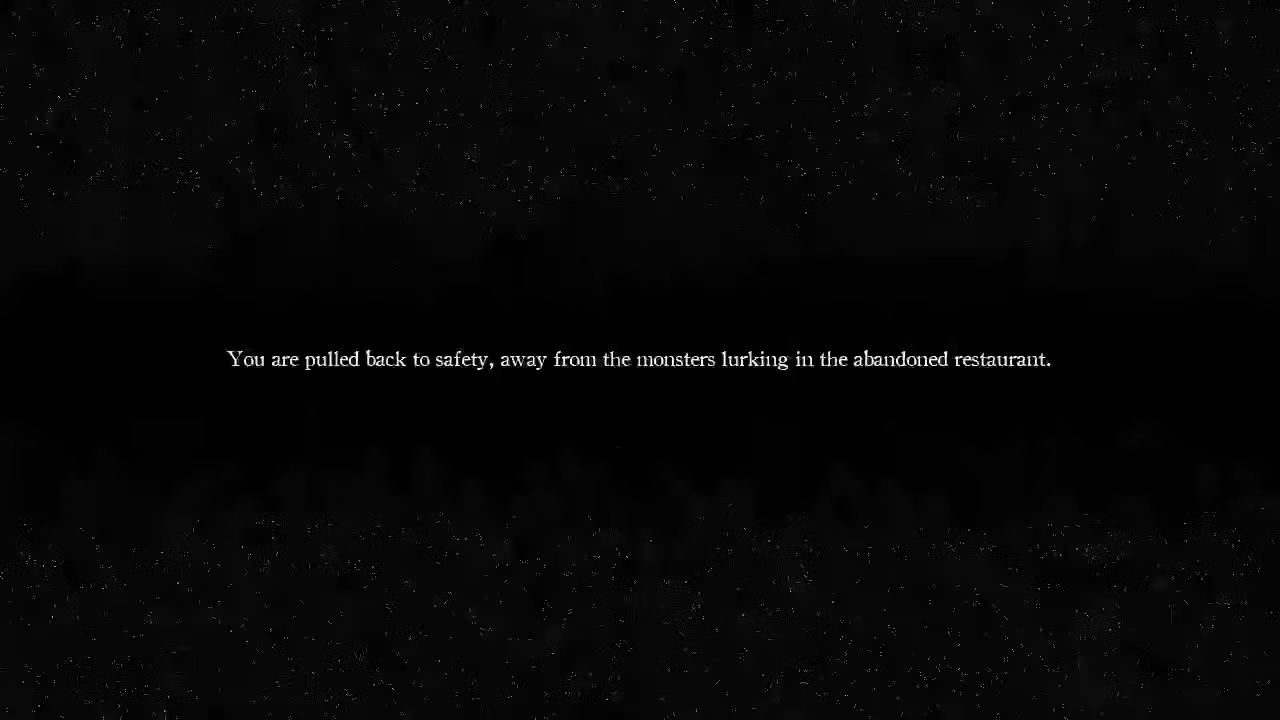 You are pulled back to safety, away from the monsters lurking in the abandoned restaurant.